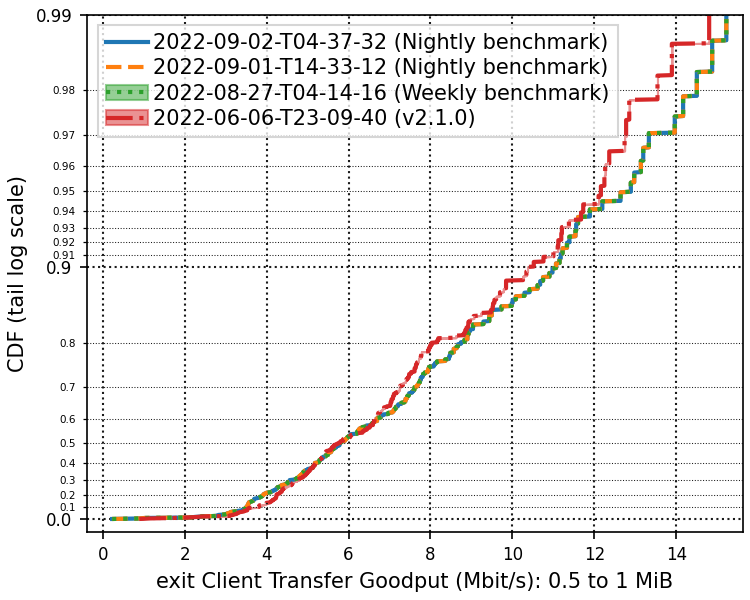 0.99
2022-09-02-T04-37-32 (Nightly benchmark)
2022-09-01-T14-33-12 (Nightly benchmark)
2022-08-27-T04-14-16 (Weekly benchmark)
2022-06-06-T23-09-40 (v2.1.0)
0.98
0.97
0.96
0.95
0.94
0.93
0.92
0.91
0.9
0.8
0.7
0.6
0.5
0.4
0.3
0.2
0.1
0.0
CDF (tail log scale)
0 2 4 6 8 10 12 14
exit Client Transfer Goodput (Mbit/s): 0.5 to 1 MiB